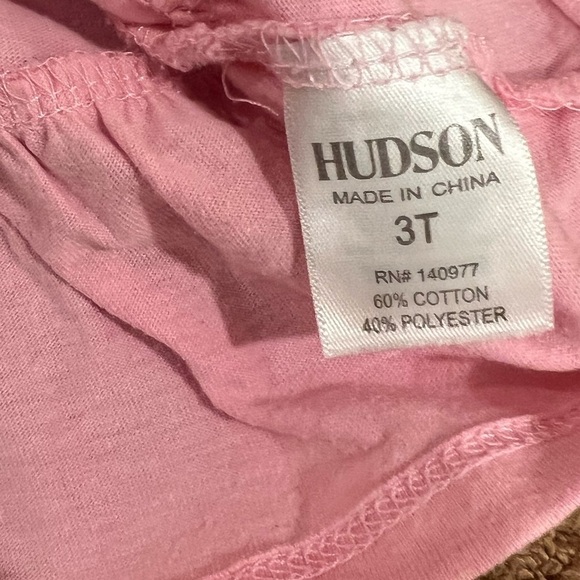 HUDSON
MADE IN CHINA
3T
RN# 140977
60% COTTON
40% POLYESTER